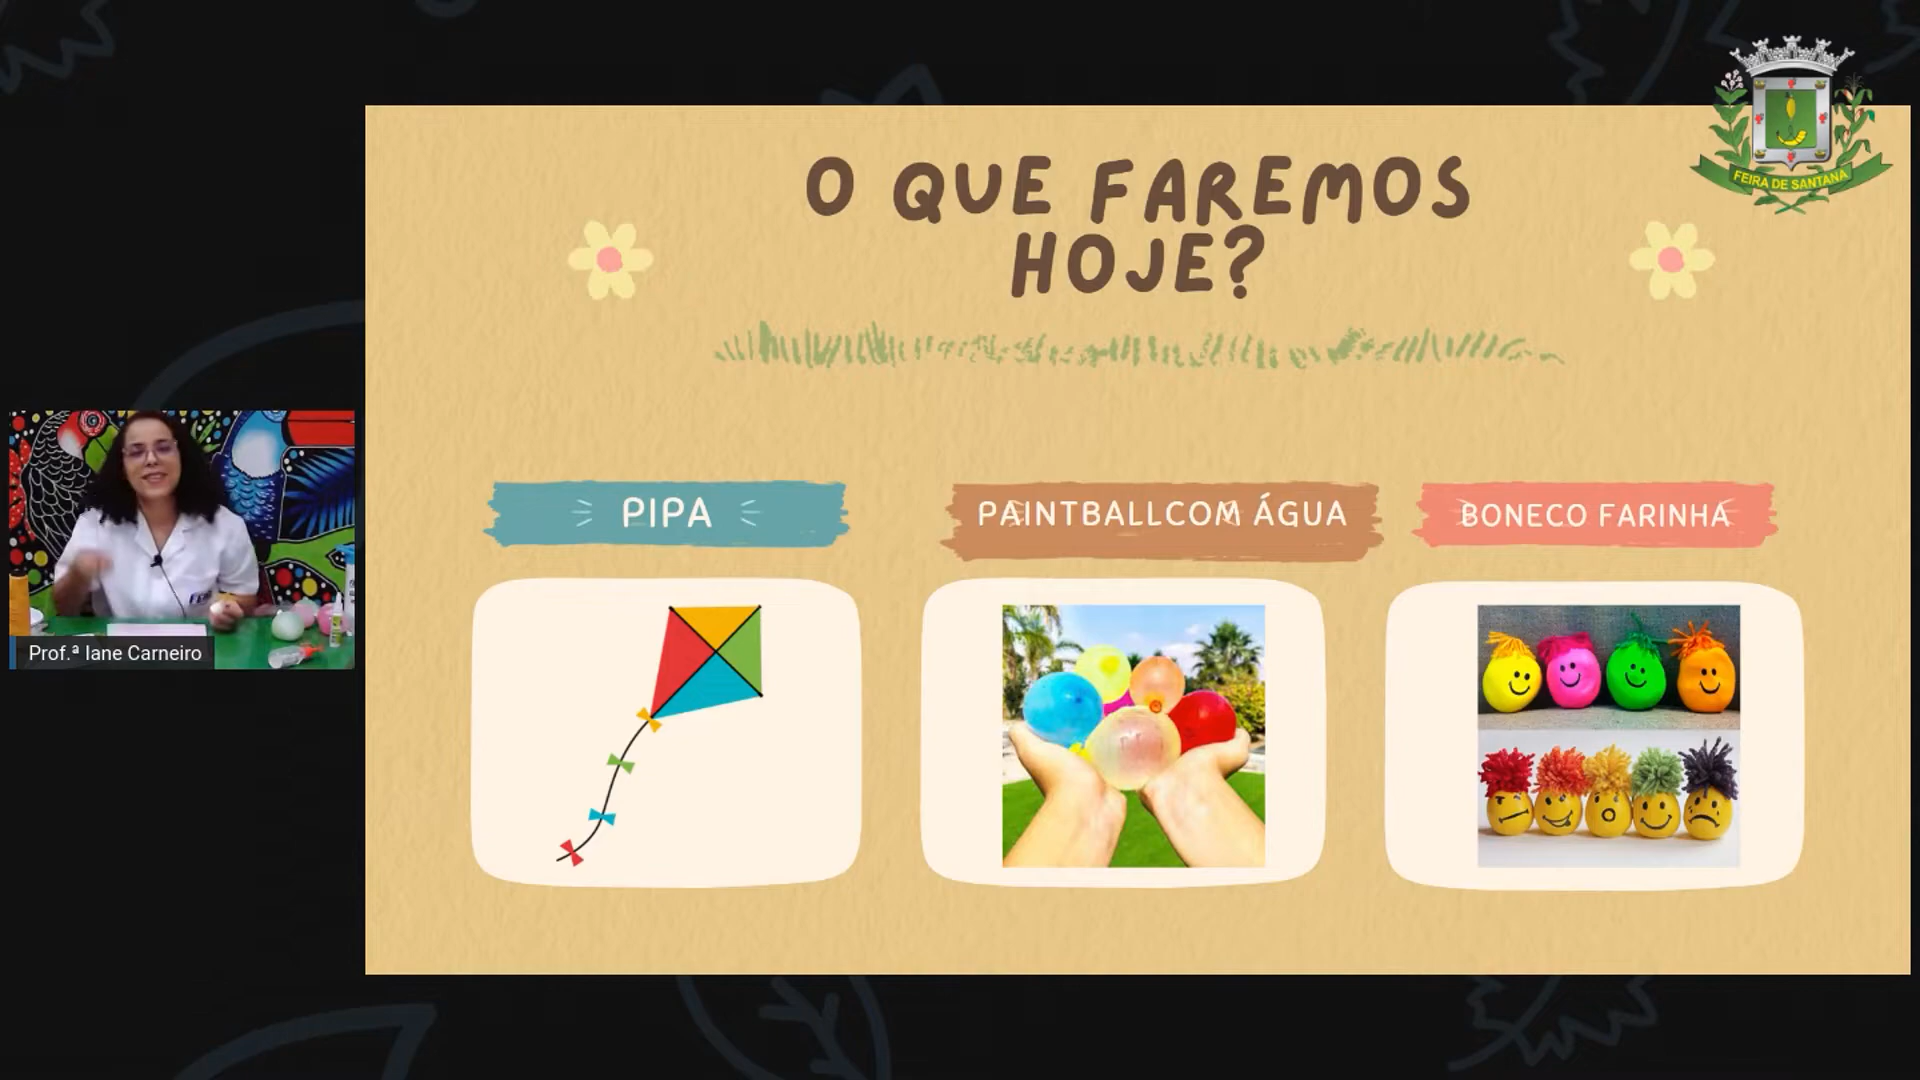 FEIRA DE SANTANA
O QUE FAREMOS
HOJE?
PIPA
PAINTBALLCOM ÁGUA
BONECO FARINHA
Prof.ª Iane Carneiro